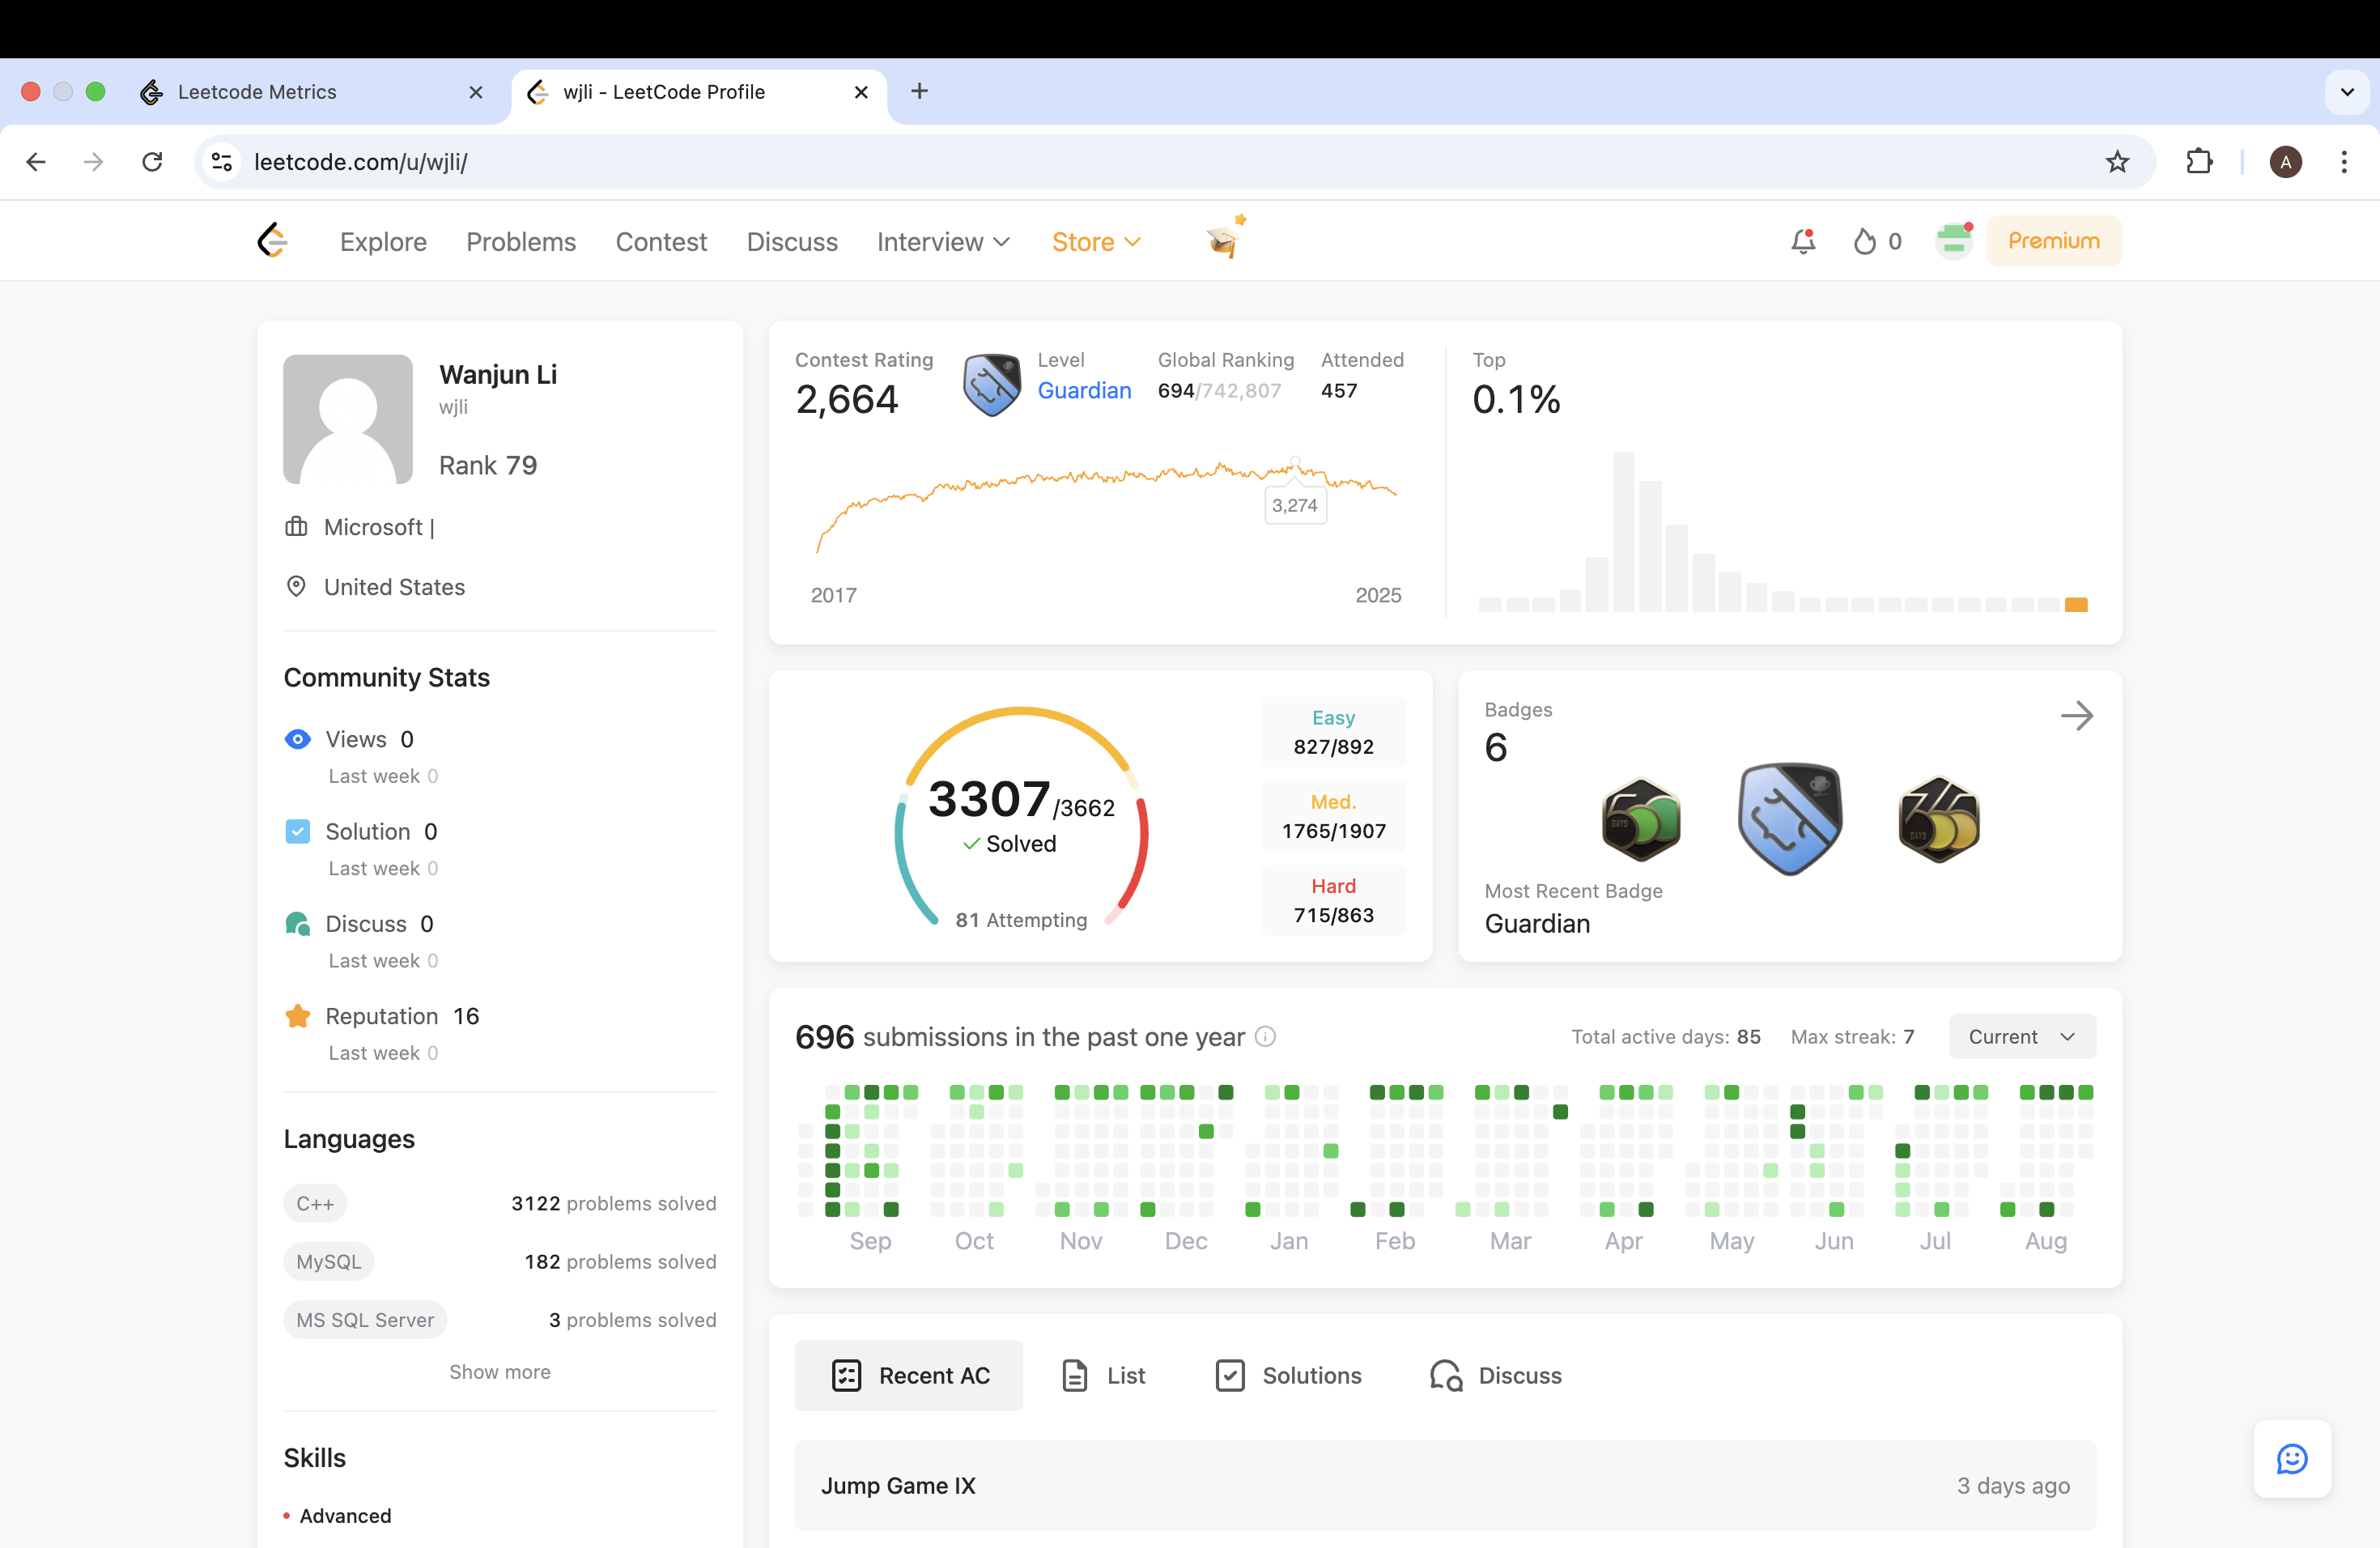 Leetcode Metrics
wjli - LeetCode Profile
leetcode.com/u/wjli/
A
Explore
Problems
Contest
Discuss
Interview
Store
0
Premium
Wanjun Li
wjli
Rank 79
Microsoft |
United States
Community Stats
Views 0
Last week 0
Solution 0
Last week 0
Discuss 0
Last week 0
Reputation 16
Last week 0
Languages
C++ 3122 problems solved
MySQL 182 problems solved
MS SQL Server 3 problems solved
Show more
Skills
Advanced
Contest Rating
2,664
Level
Guardian
Global Ranking
694/742,807
Attended
457
3,274
2017
2025
Top
0.1%
3307/3662
Solved
81 Attempting
Easy
827/892
Med.
1765/1907
Hard
715/863
Badges
6
DAYS
DAYS
Most Recent Badge
Guardian
696 submissions in the past one year
Total active days: 85
Max streak: 7
Current
Sep
Oct
Nov
Dec
Jan
Feb
Mar
Apr
May
Jun
Jul
Aug
Recent AC
List
Solutions
Discuss
Jump Game IX
3 days ago